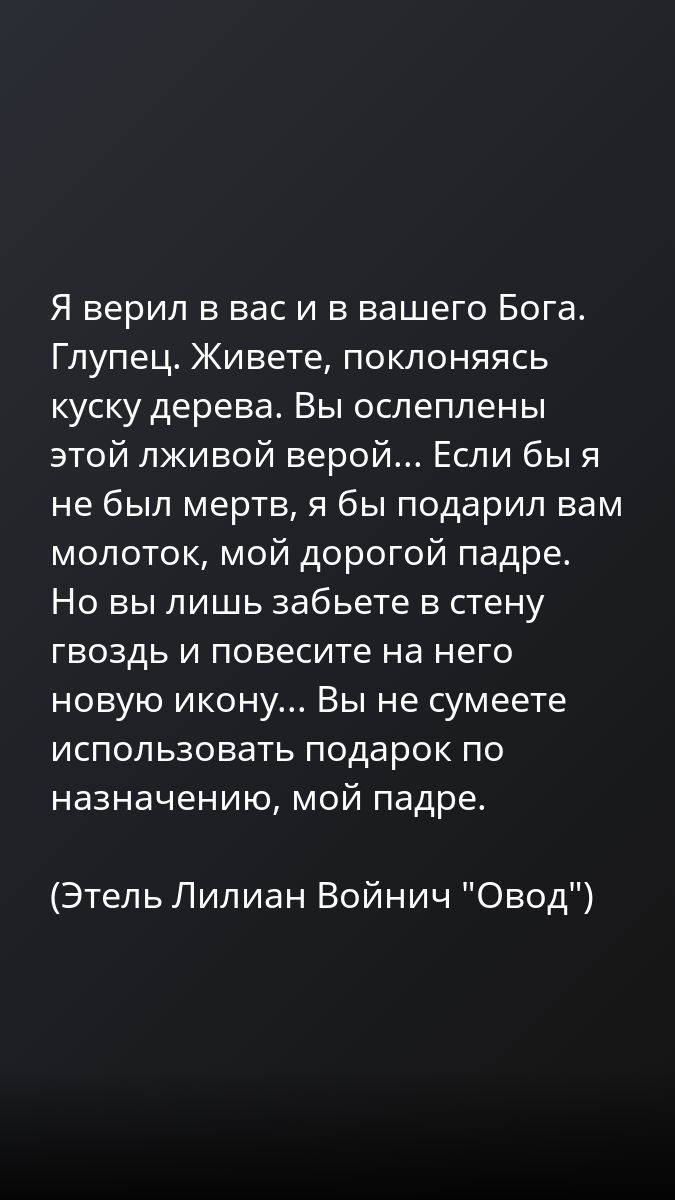 Я верил в вас и в вашего Бога.
Глупец. Живете, поклоняясь
куску дерева. Вы ослеплены
этой лживой верой... Если бы я
не был мертв, я бы подарил вам
молоток, мой дорогой падре.
Но вы лишь забьете в стену
гвоздь и повесите на него
новую икону... Вы не сумеете
использовать подарок по
назначению, мой падре.

(Этель Лилиан Войнич "Овод")